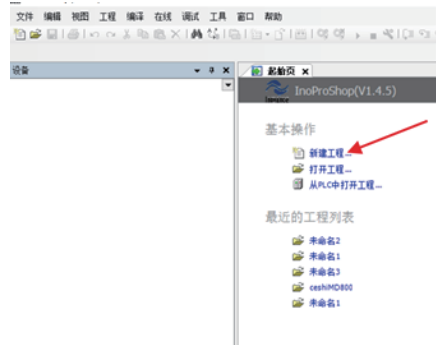 文件 编辑 视图 工程 编译 在线 调试 工具 窗口 帮助
设备
起始页
InoProShop(V1.4.5)
基本操作
新建工程...
打开工程...
从PLC中打开工程...
最近的工程列表
未命名2
未命名1
未命名3
ceshiMD800
未命名1